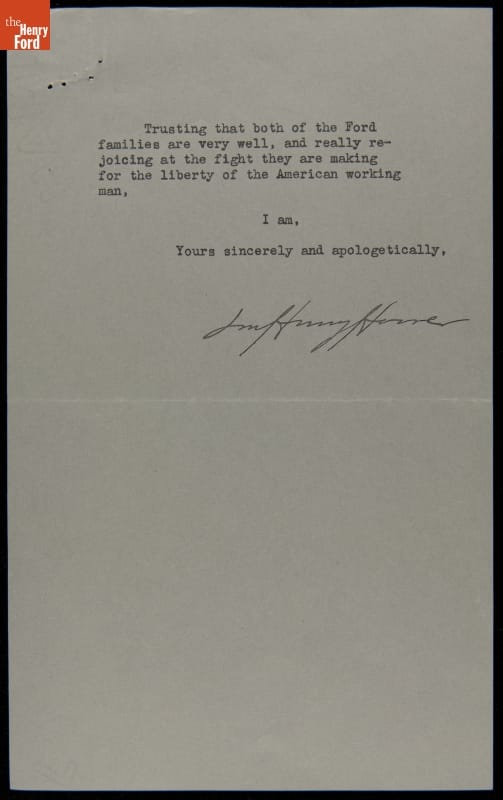 the
Henry
Ford
Trusting that both of the Ford
families are very well, and really re-
joicing at the fight they are making
for the liberty of the American working
man,
I am,
Yours sincerely and apologetically,